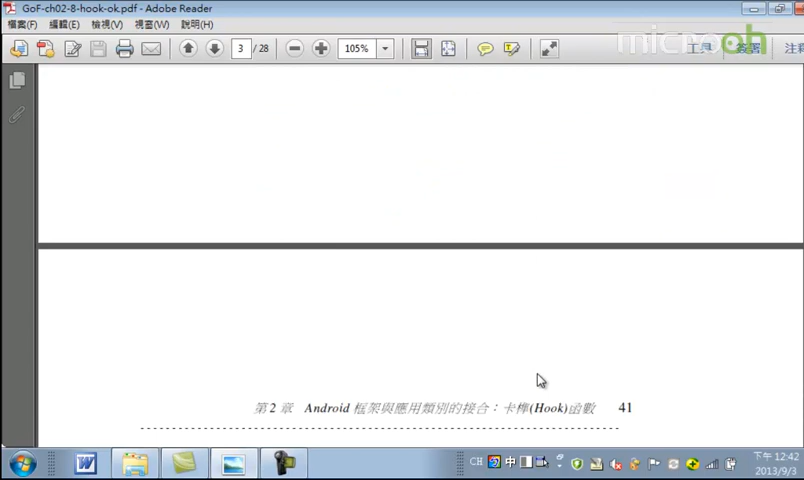 GoF-ch02-8-hook-ok.pdf - Adobe Reader
檔案(F) 編輯(E) 檢視(V) 視窗(W) 說明(H)
3 / 28 105% 工具 簽署 注釋
microoh
第 2 章 Android 框架與應用類別的接合：卡榫(Hook)函數 41
CH 中 下午 12:42
2013/9/3